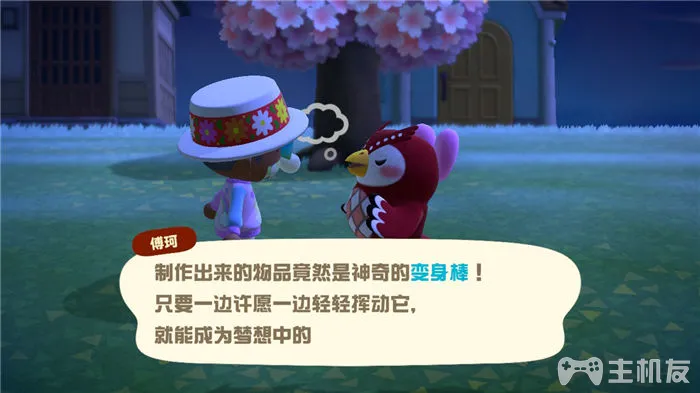 傅珂
制作出来的物品竟然是神奇的变身棒！
只要一边许愿一边轻轻挥动它，
就能成为梦想中的
主机友